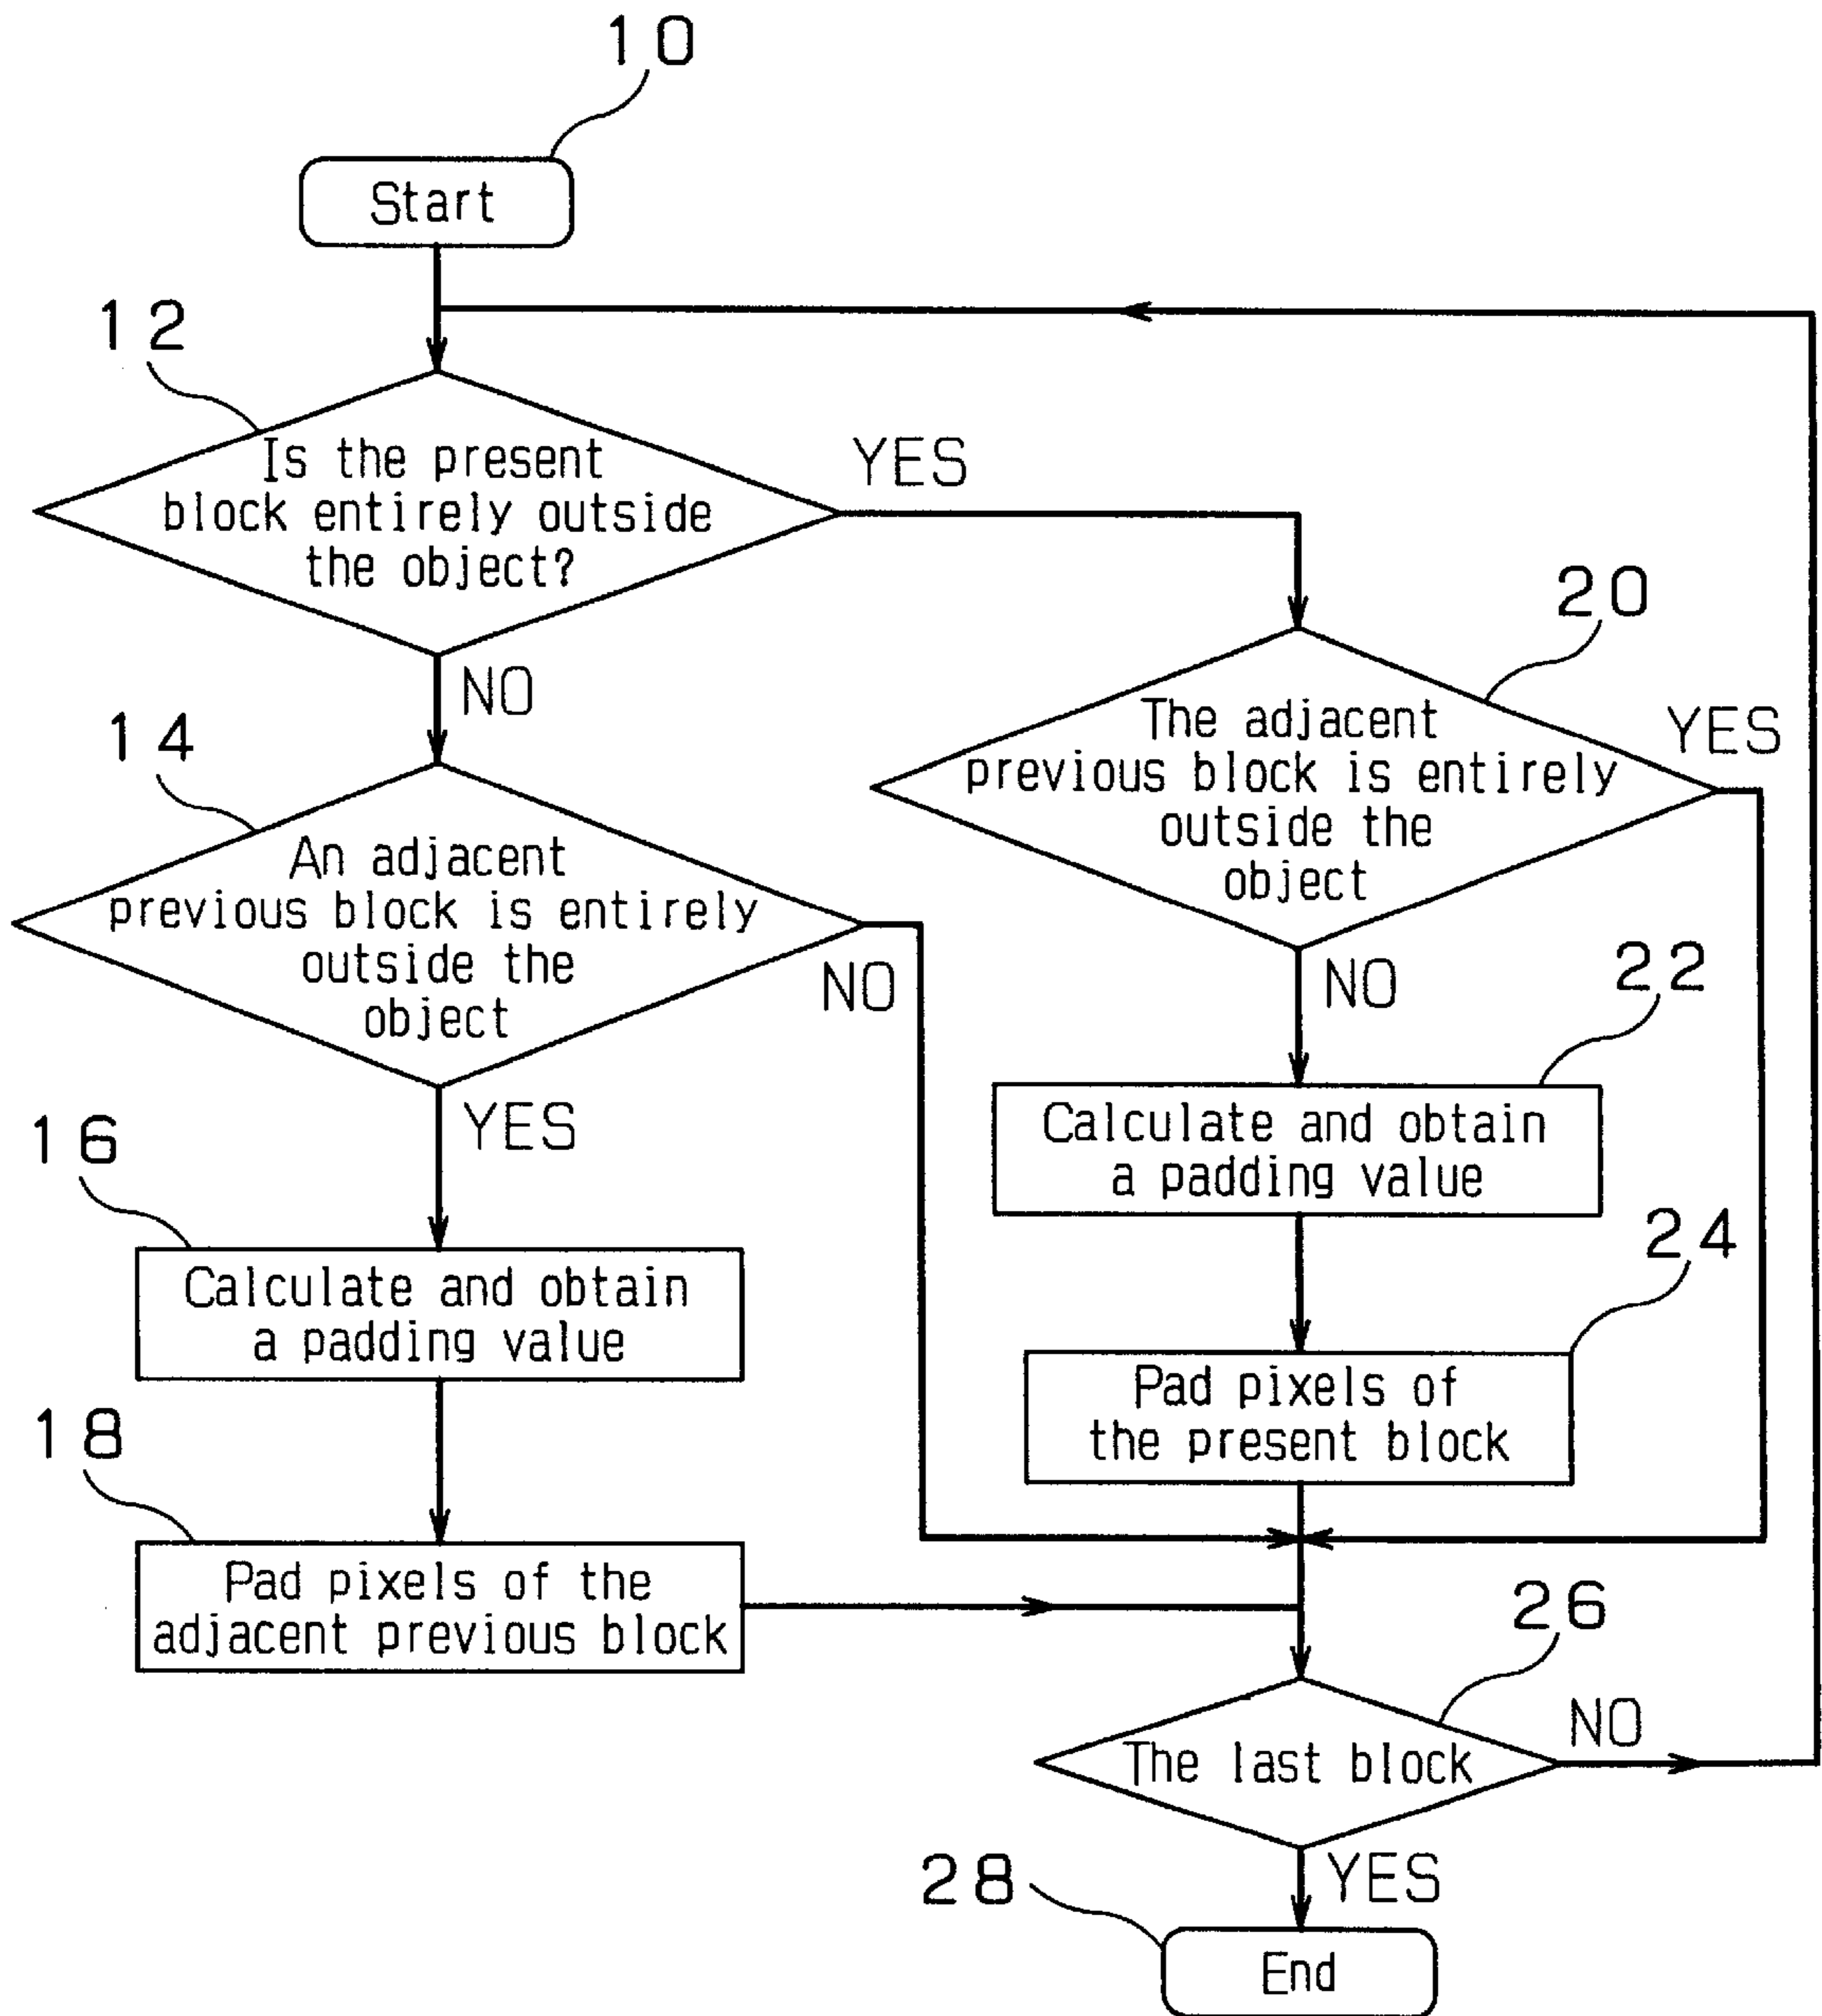 10
Start
12
Is the present
block entirely outside
the object?
YES
NO
20
The adjacent
previous block is entirely
outside the
object
YES
NO
14
An adjacent
previous block is entirely
outside the
object
NO
YES
22
Calculate and obtain
a padding value
16
Calculate and obtain
a padding value
24
Pad pixels of
the present block
18
Pad pixels of the
adjacent previous block
26
The last block
NO
YES
28
End